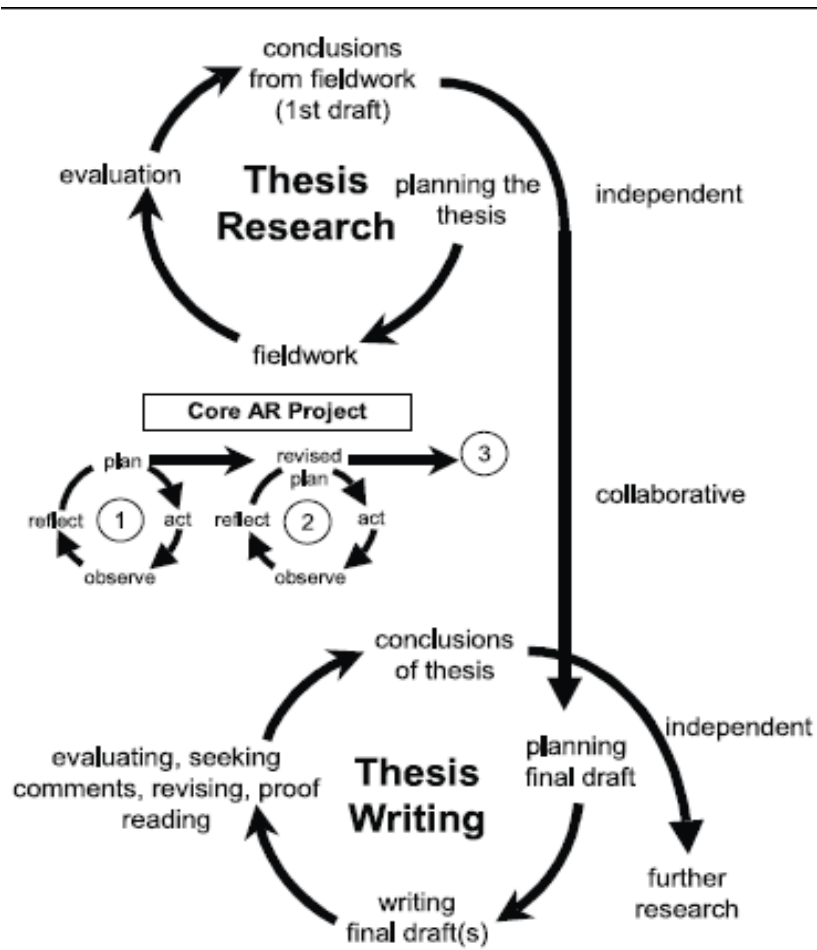 conclusions
from fieldwork
(1st draft)
evaluation
Thesis
Research
planning the
thesis
independent
fieldwork
Core AR Project
plan
revised
plan
3
reflect
1
act
reflect
2
act
observe
observe
collaborative
conclusions
of thesis
independent
evaluating, seeking
comments, revising, proof
reading
Thesis
Writing
planning
final draft
writing
final draft(s)
further
research